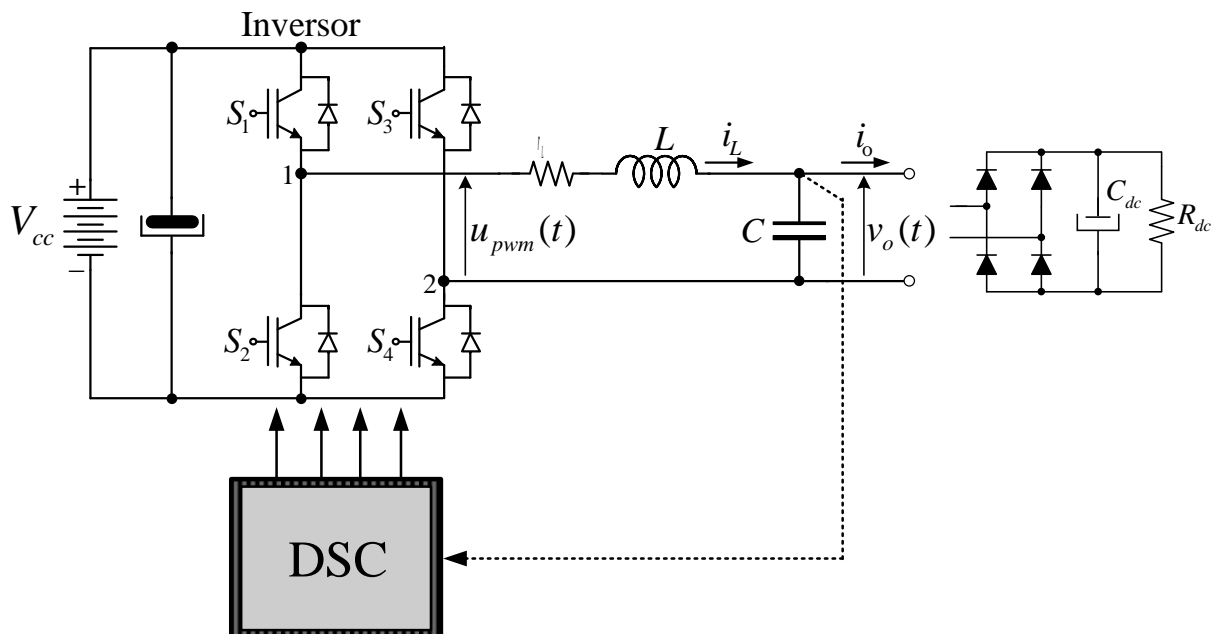 Inversor
S1
S3
L
iL
io
1
+
Vcc
−
upwm(t)
C
vo(t)
Cdc
Rdc
2
S2
S4
DSC